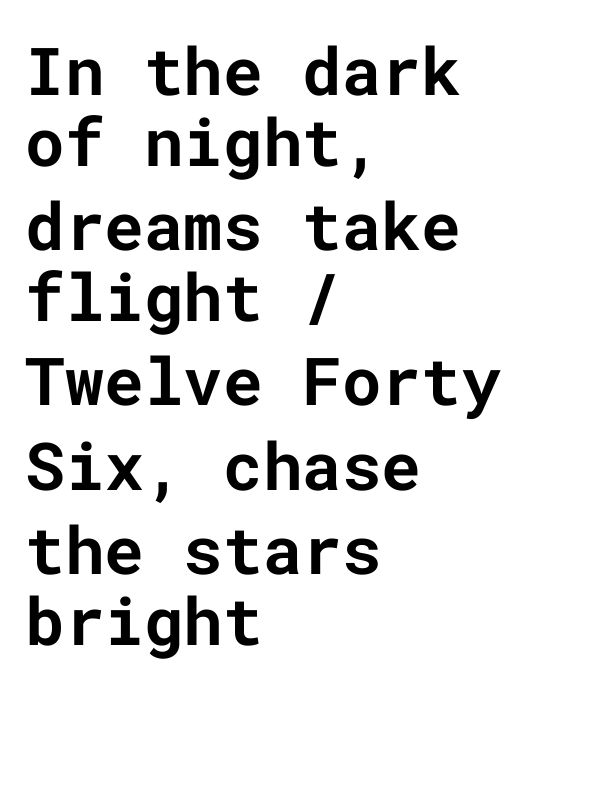 In the dark
of night,
dreams take
flight /
Twelve Forty
Six, chase
the stars
bright